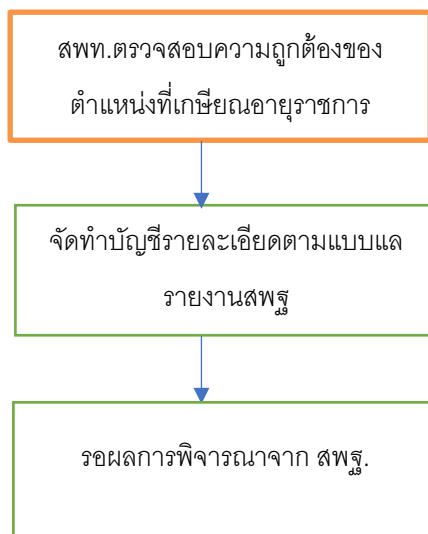 สพท.ตรวจสอบความถูกต้องของ
ตำแหน่งที่เกษียณอายุราชการ
จัดทำบัญชีรายละเอียดตามแบบแล
รายงานสพฐ
รอผลการพิจารณาจาก สพฐ.